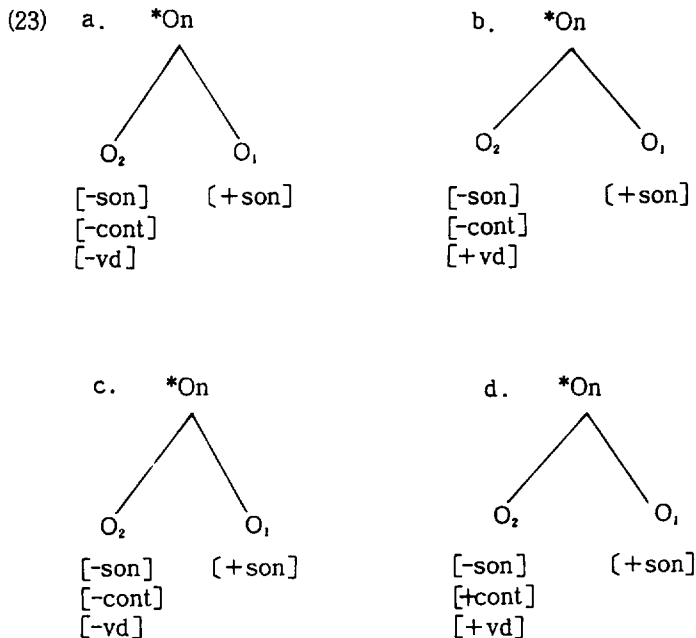 (23) a. *On b. *On
O₂ O₁ O₂ O₁
[-son] [+son] [-son] [+son]
[-cont] [-cont]
[-vd] [+vd]
c. *On d. *On
O₂ O₁ O₂ O₁
[-son] [+son] [-son] [+son]
[-cont] [+cont]
[-vd] [+vd]